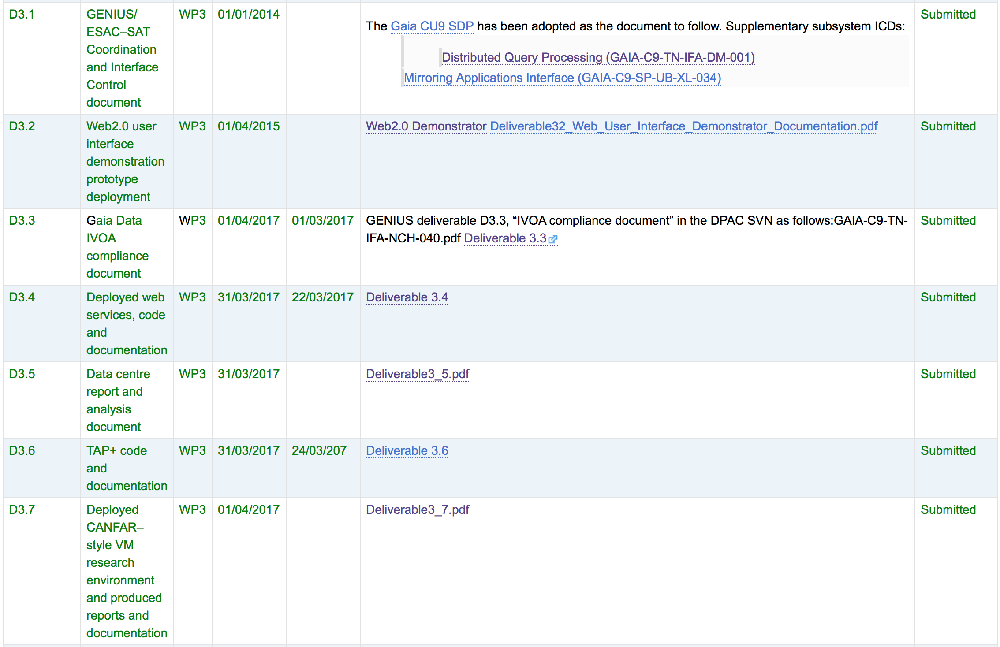 D3.1 GENIUS/ WP3 01/01/2014 Submitted
The Gaia CU9 SDP has been adopted as the document to follow. Supplementary subsystem ICDs:
ESAC–SAT
Coordination
Distributed Query Processing (GAIA-C9-TN-IFA-DM-001)
and Interface
Mirroring Applications Interface (GAIA-C9-SP-UB-XL-034)
Control
document
D3.2 Web2.0 user WP3 01/04/2015 Web2.0 Demonstrator Deliverable32_Web_User_Interface_Demonstrator_Documentation.pdf Submitted
interface
demonstration
prototype
deployment
D3.3 Gaia Data WP3 01/04/2017 01/03/2017 GENIUS deliverable D3.3, “IVOA compliance document” in the DPAC SVN as follows:GAIA-C9-TN- Submitted
IVOA IFA-NCH-040.pdf Deliverable 3.3
compliance
document
D3.4 Deployed web WP3 31/03/2017 22/03/2017 Deliverable 3.4 Submitted
services, code
and
documentation
D3.5 Data centre WP3 31/03/2017 Deliverable3_5.pdf Submitted
report and
analysis
document
D3.6 TAP+ code WP3 31/03/2017 24/03/207 Deliverable 3.6 Submitted
and
documentation
D3.7 Deployed WP3 01/04/2017 Deliverable3_7.pdf Submitted
CANFAR–
style VM
research
environment
and produced
reports and
documentation